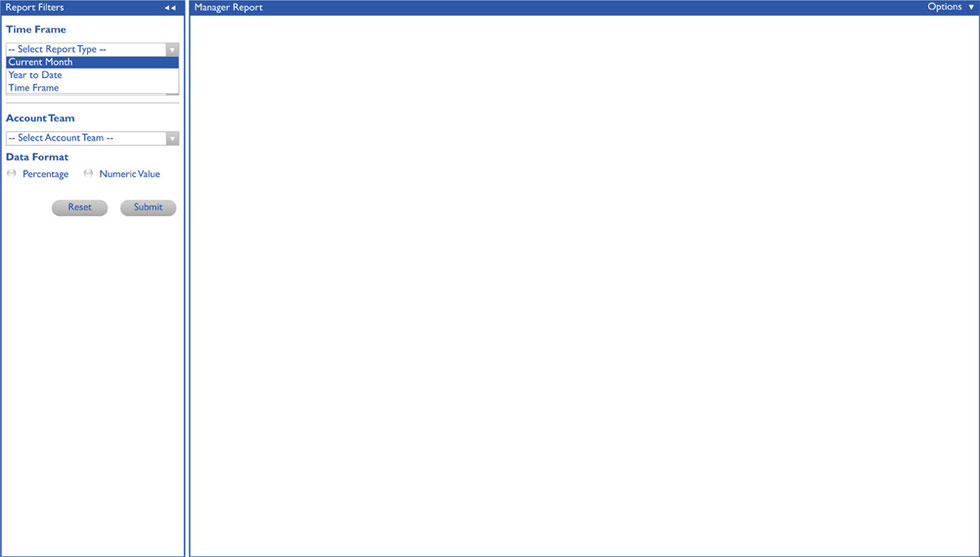 Report Filters
Manager Report
Options
Time Frame
-- Select Report Type --
Current Month
Year to Date
Time Frame
Account Team
-- Select Account Team --
Data Format
Percentage Numeric Value
Reset Submit